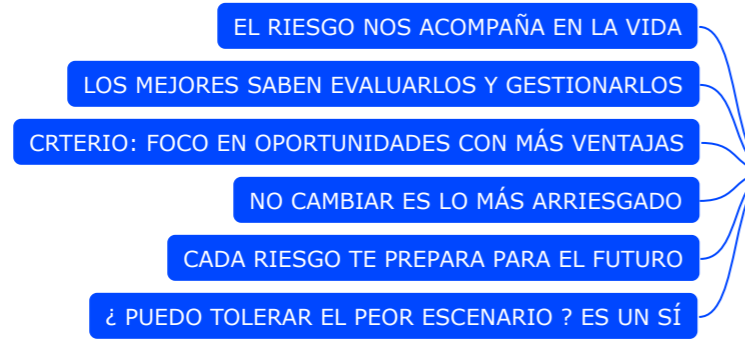 EL RIESGO NOS ACOMPAÑA EN LA VIDA
LOS MEJORES SABEN EVALUARLOS Y GESTIONARLOS
CRTERIO: FOCO EN OPORTUNIDADES CON MÁS VENTAJAS
NO CAMBIAR ES LO MÁS ARRIESGADO
CADA RIESGO TE PREPARA PARA EL FUTURO
¿ PUEDO TOLERAR EL PEOR ESCENARIO ? ES UN SÍ